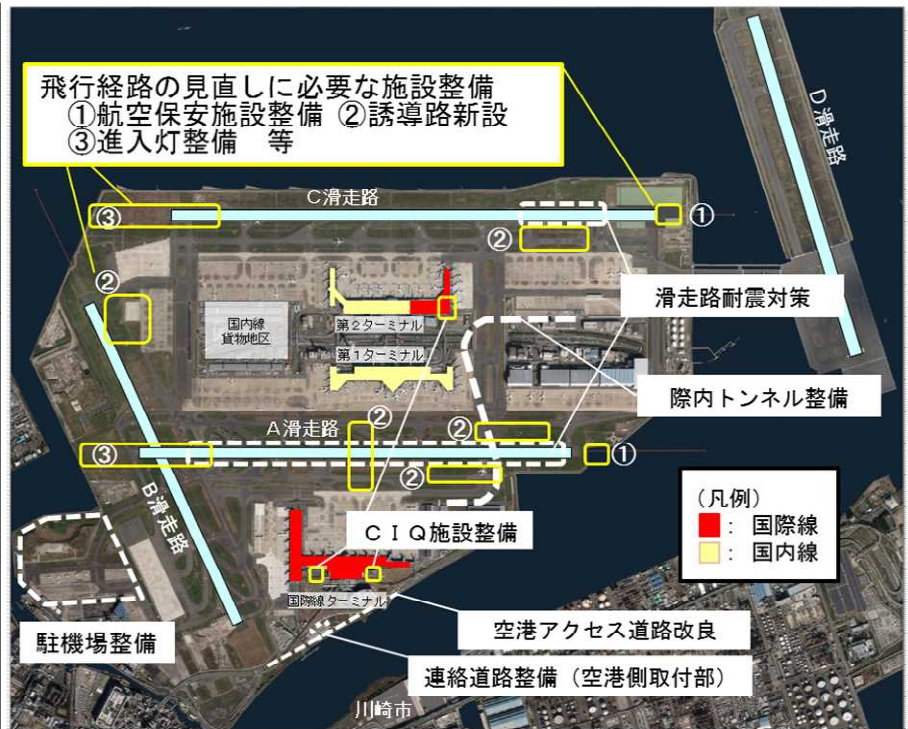 飛行経路の見直しに必要な施設整備
①航空保安施設整備 ②誘導路新設
③進入灯整備　等
D滑走路
C滑走路
③
①
②
②
滑走路耐震対策
国内線
貨物地区
第２ターミナル
第１ターミナル
際内トンネル整備
②
②
A滑走路
③
①
②
B滑走路
（凡例）
：国際線
：国内線
ＣＩＱ施設整備
国際線ターミナル
駐機場整備
空港アクセス道路改良
連絡道路整備（空港側取付部）
川崎市